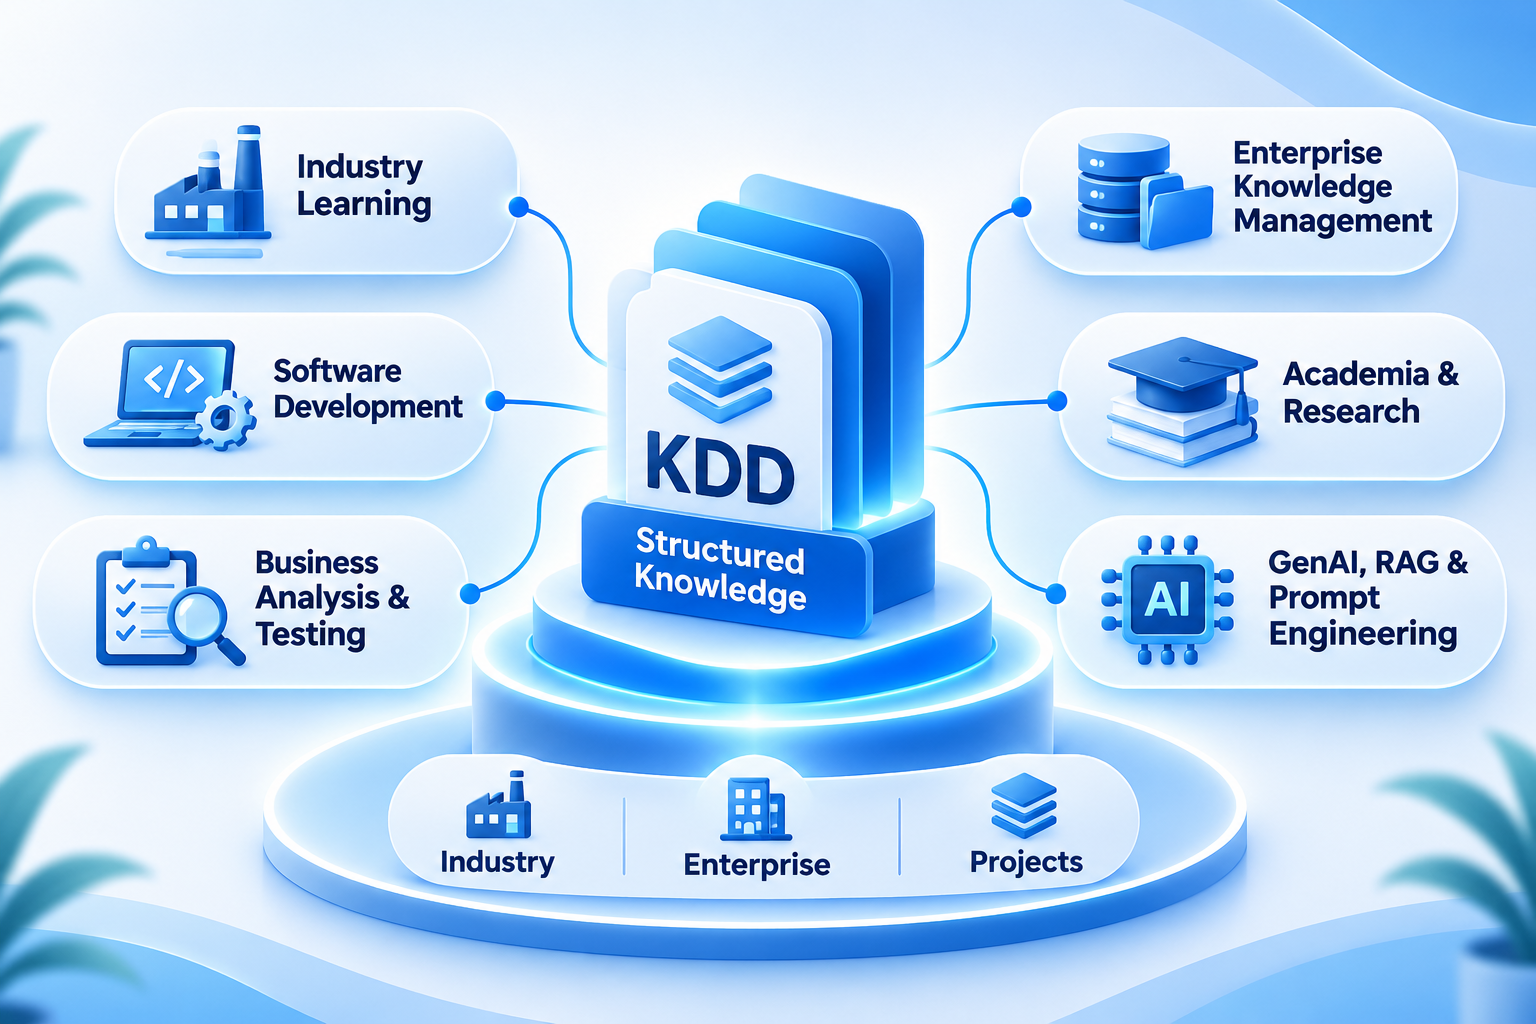 Industry
Learning
Software
Development
</>
Business
Analysis &
Testing
KDD
Structured
Knowledge
Enterprise
Knowledge
Management
Academia &
Research
AI
GenAI, RAG &
Prompt
Engineering
Industry
Enterprise
Projects